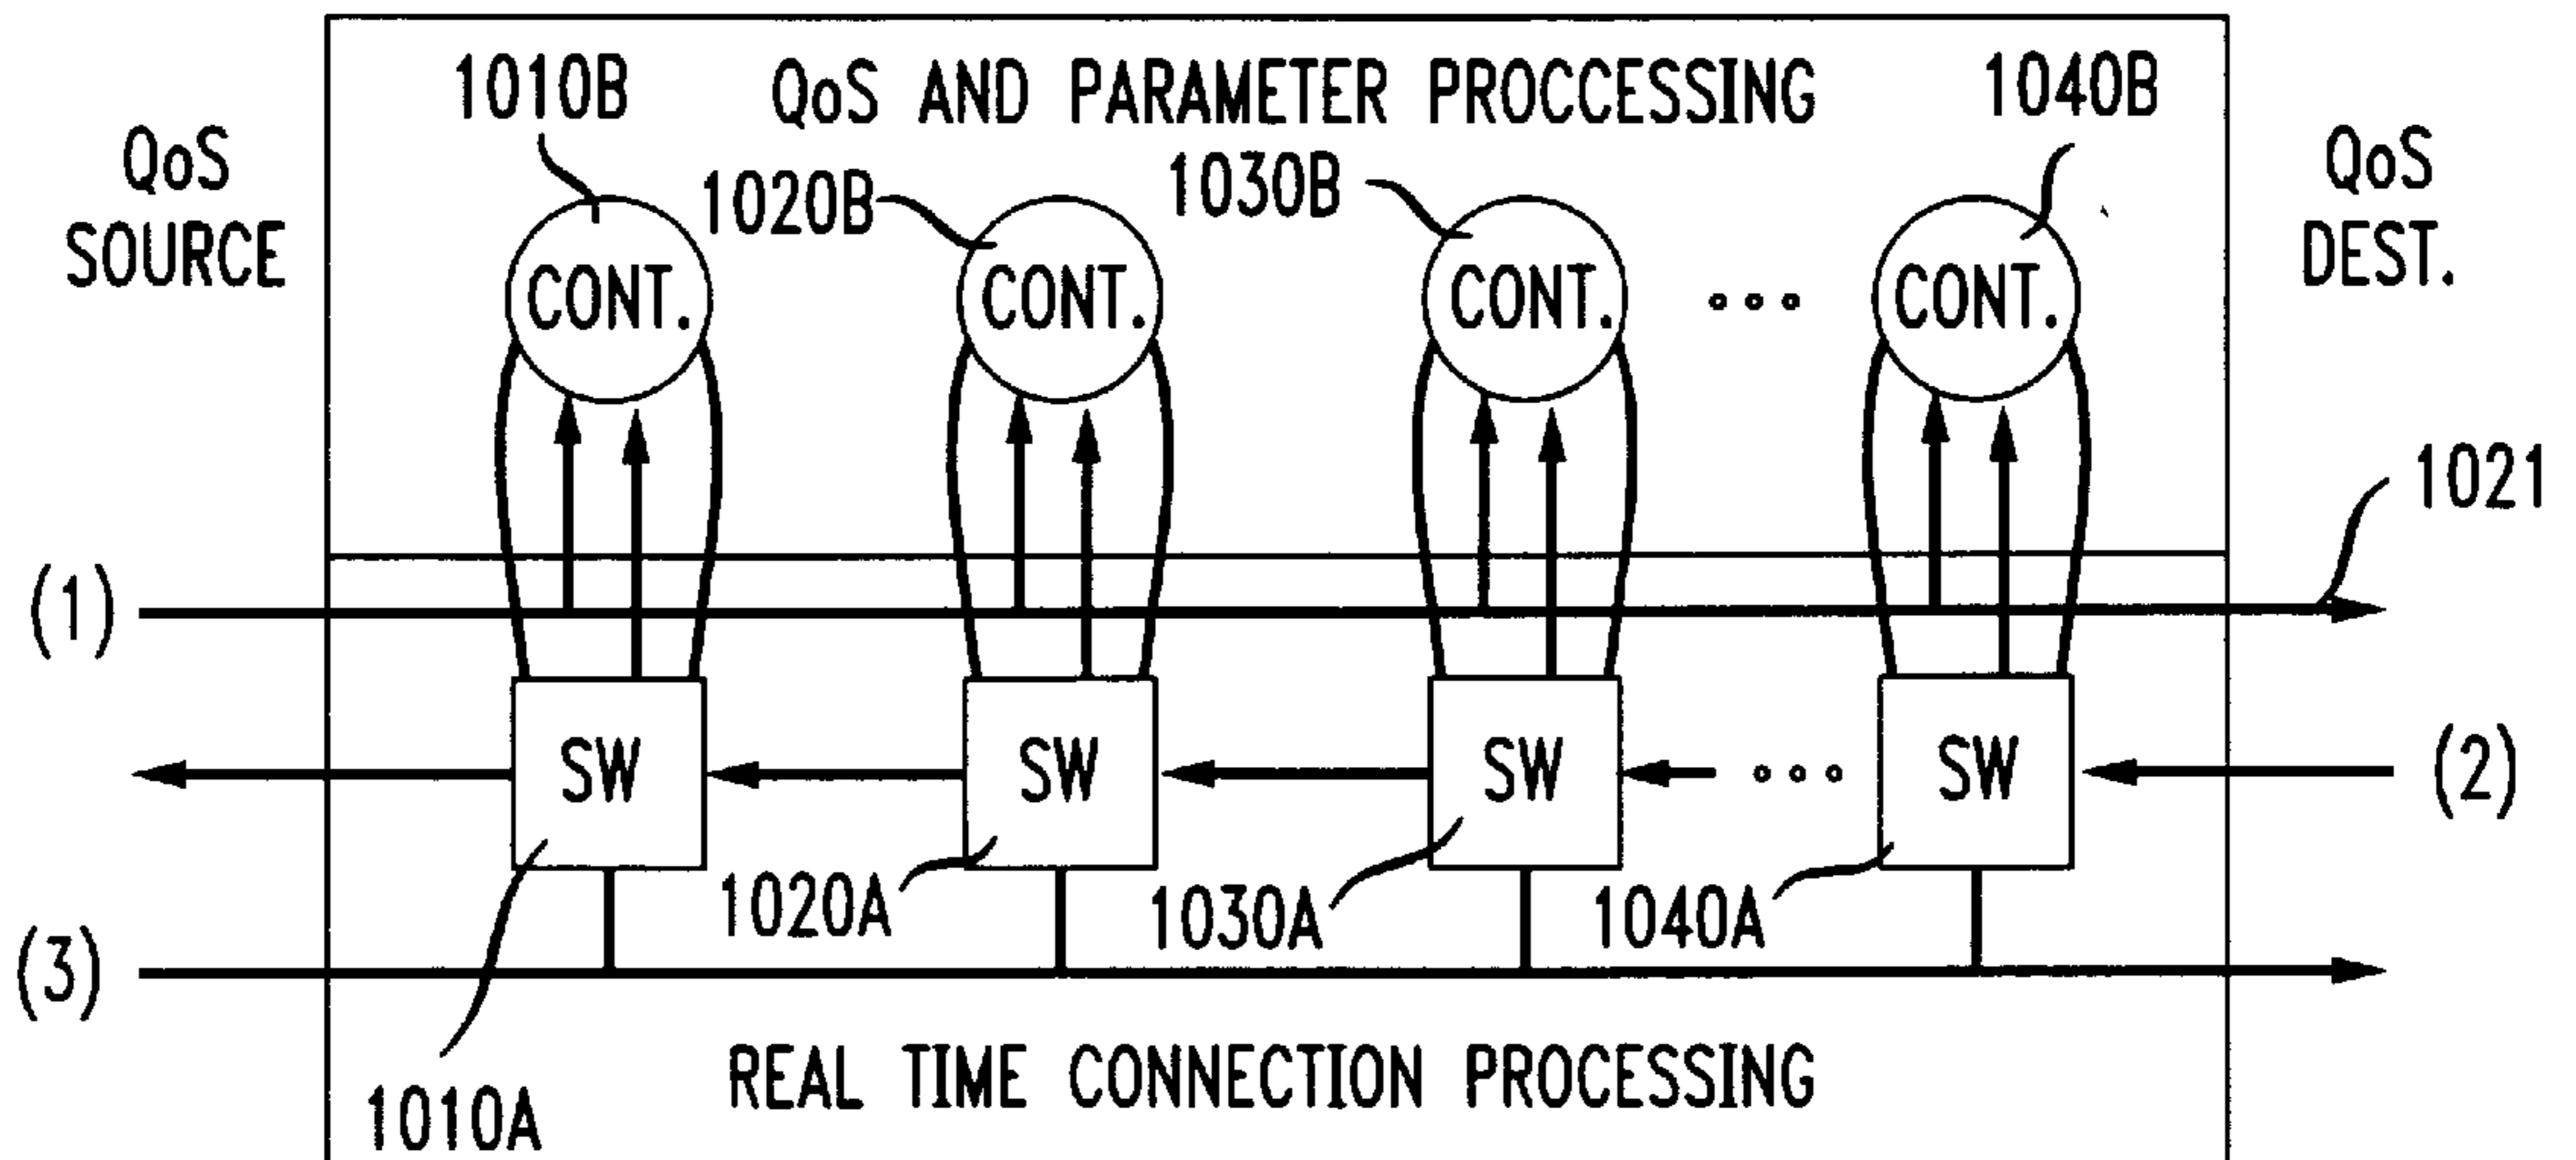 QoS AND PARAMETER PROCCESSING
1010B
1040B
QoS
SOURCE
1020B
1030B
QoS
DEST.
CONT.
CONT.
CONT.
CONT.
1021
(1)
SW
SW
SW
SW
(2)
1020A
1030A
1040A
(3)
REAL TIME CONNECTION PROCESSING
1010A